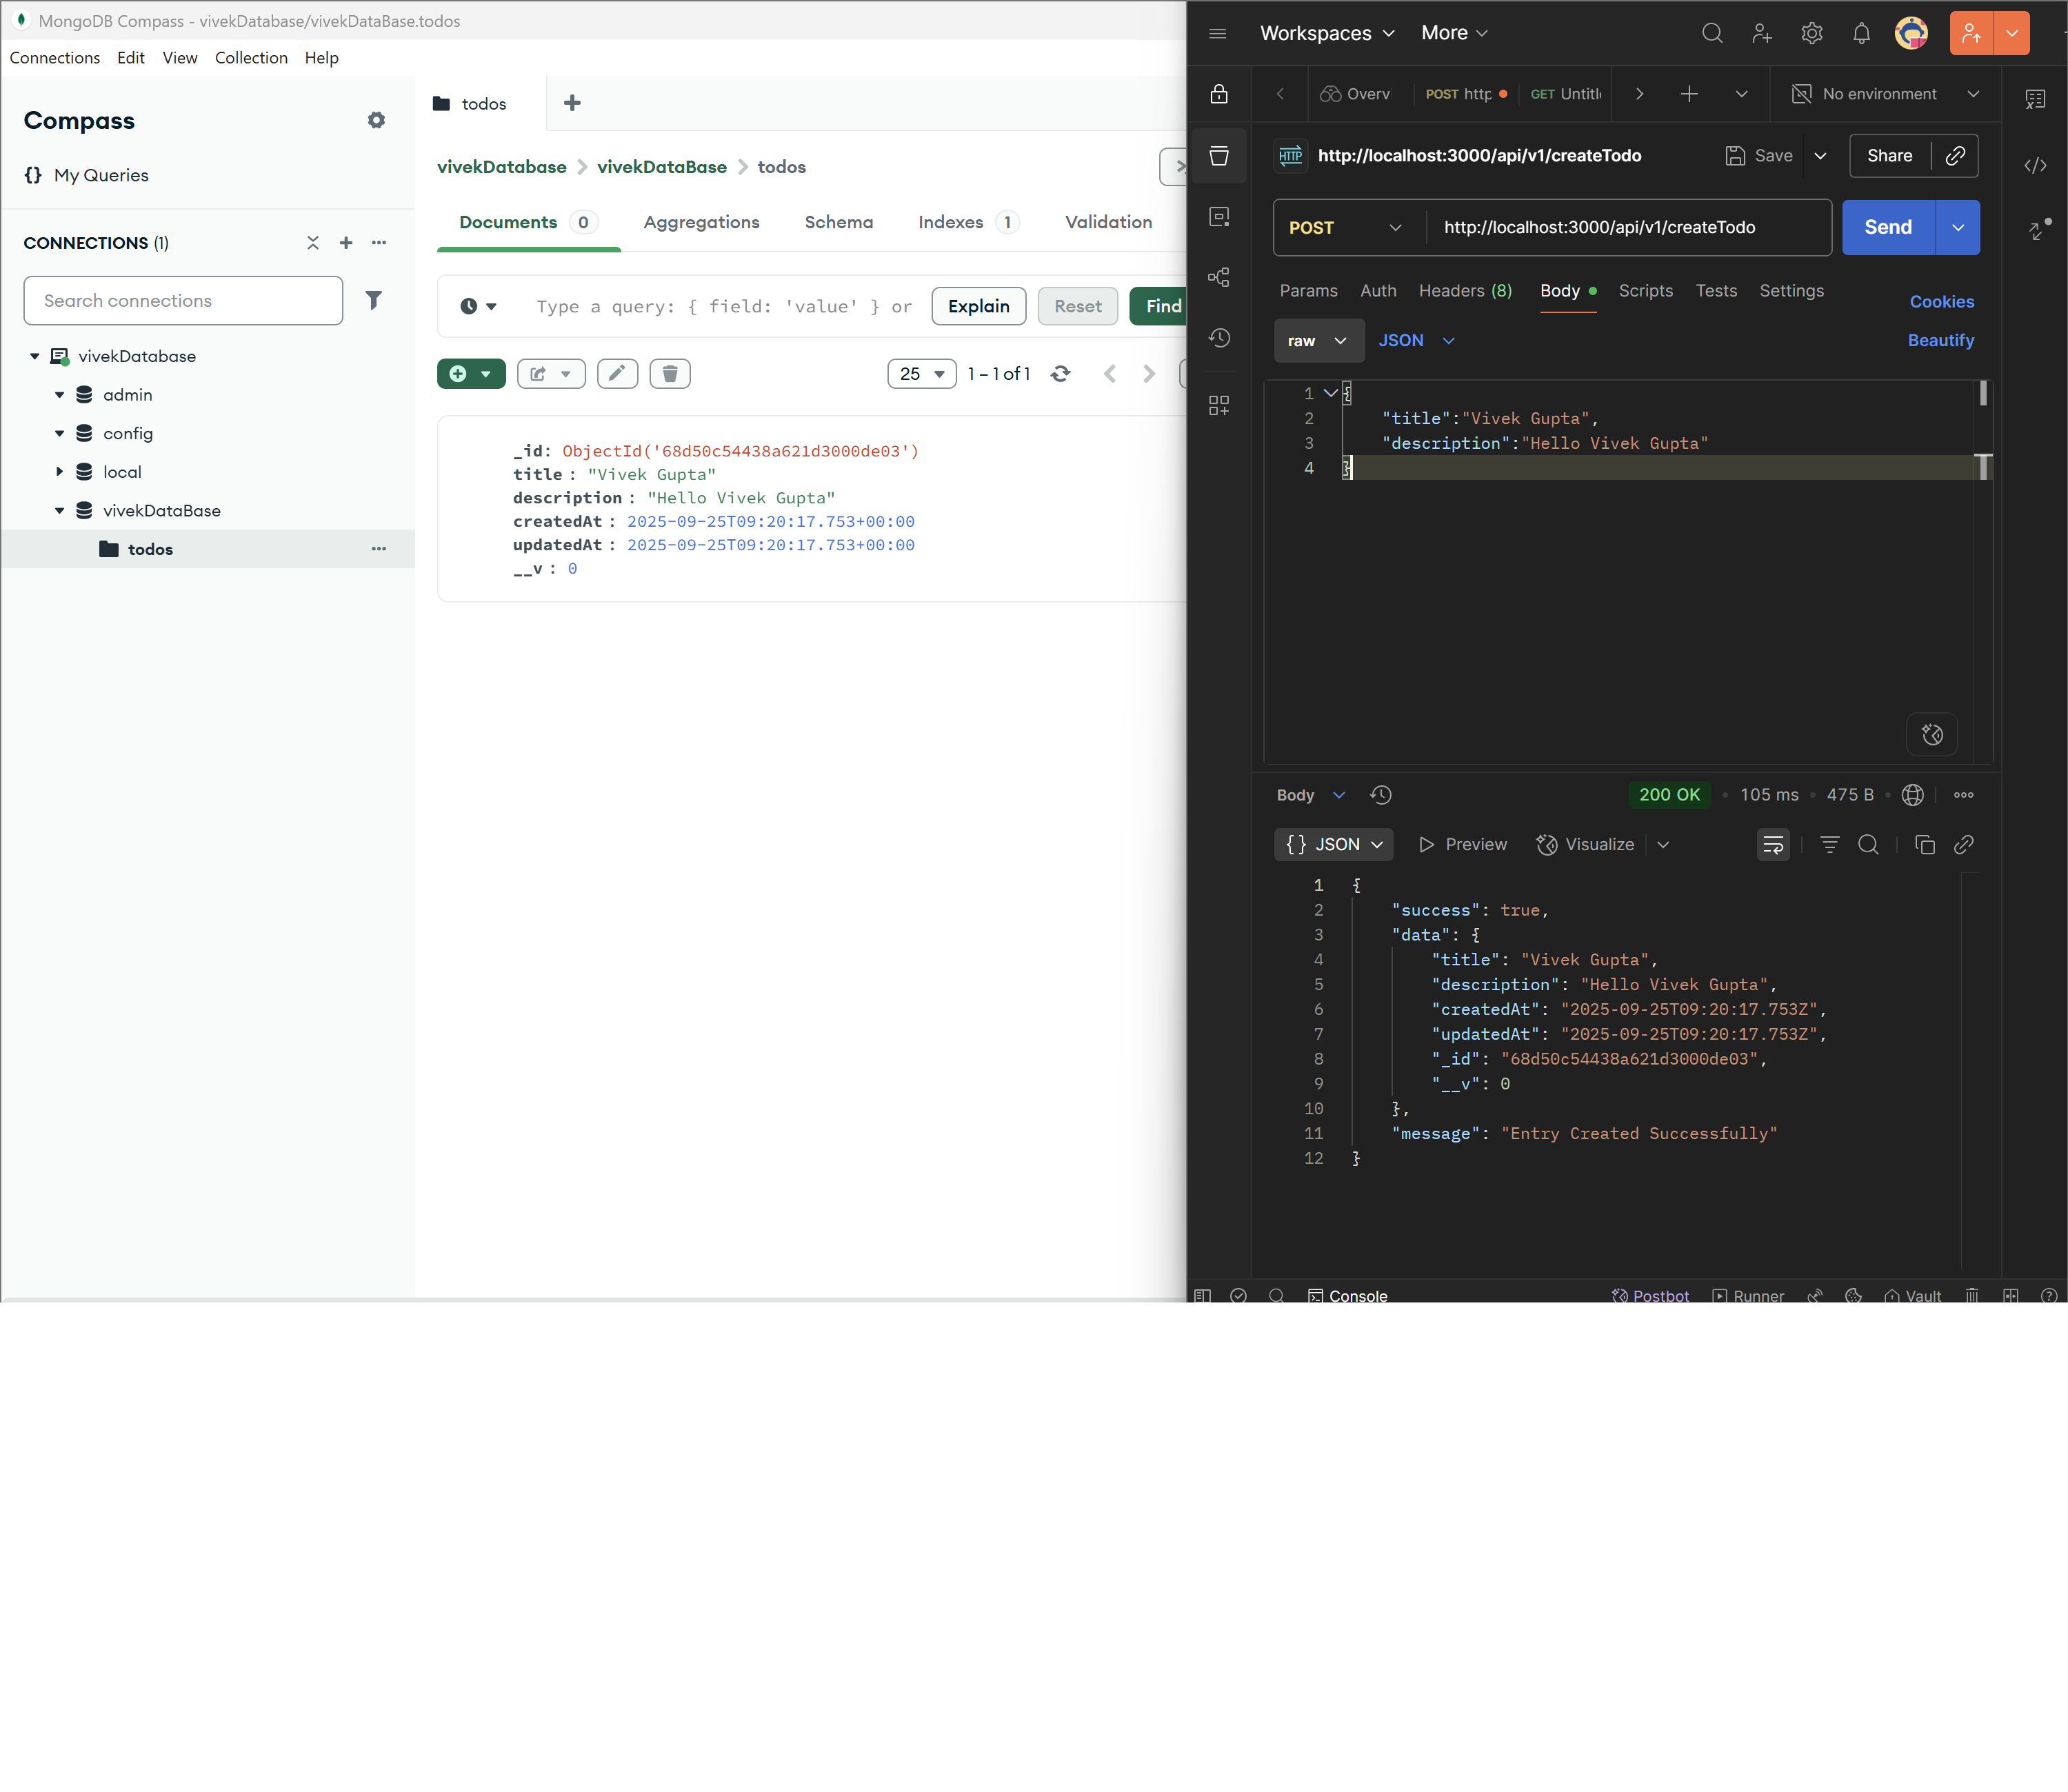 MongoDB Compass - vivekDatabase/vivekDataBase.todos
Connections Edit View Collection Help
Compass
{} My Queries
CONNECTIONS (1)
Search connections
vivekDatabase
admin
config
local
vivekDataBase
todos
todos
vivekDatabase > vivekDataBase > todos
Documents 0 Aggregations Schema Indexes 1 Validation
Type a query: { field: 'value' } or Explain Reset Find
25 1 – 1 of 1
_id: ObjectId('68d50c54438a621d3000de03')
title : "Vivek Gupta"
description : "Hello Vivek Gupta"
createdAt : 2025-09-25T09:20:17.753+00:00
updatedAt : 2025-09-25T09:20:17.753+00:00
__v : 0
Workspaces More
Overvi POST http GET Untitl No environment
HTTP http://localhost:3000/api/v1/createTodo Save Share
POST http://localhost:3000/api/v1/createTodo Send
Params Auth Headers (8) Body Scripts Tests Settings Cookies
raw JSON Beautify
1 {
2 "title":"Vivek Gupta",
3 "description":"Hello Vivek Gupta"
4 }
Body 200 OK • 105 ms • 475 B
{} JSON Preview Visualize
1 {
2 "success": true,
3 "data": {
4 "title": "Vivek Gupta",
5 "description": "Hello Vivek Gupta",
6 "createdAt": "2025-09-25T09:20:17.753Z",
7 "updatedAt": "2025-09-25T09:20:17.753Z",
8 "_id": "68d50c54438a621d3000de03",
9 "__v": 0
10 },
11 "message": "Entry Created Successfully"
12 }
Console Postbot Runner Vault